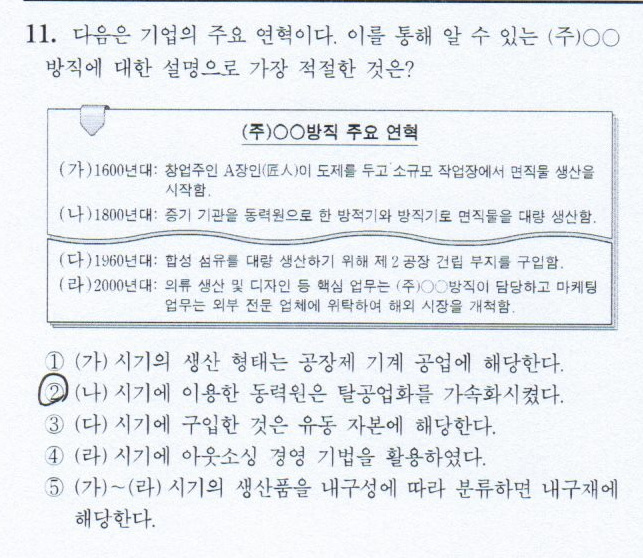 11. 다음은 기업의 주요 연혁이다. 이를 통해 알 수 있는 (주)○○
방직에 대한 설명으로 가장 적절한 것은?
(주)○○방직 주요 연혁
(가)1600년대: 창업주인 A장인(匠人)이 도제를 두고 소규모 작업장에서 면직물 생산을
시작함.
(나)1800년대: 증기 기관을 동력원으로 한 방적기와 방직기로 면직물을 대량 생산함.
(다)1960년대: 합성 섬유를 대량 생산하기 위해 제2공장 건립 부지를 구입함.
(라)2000년대: 의류 생산 및 디자인 등 핵심 업무는 (주)○○방직이 담당하고 마케팅
업무는 외부 전문 업체에 위탁하여 해외 시장을 개척함.
① (가) 시기의 생산 형태는 공장제 기계 공업에 해당한다.
② (나) 시기에 이용한 동력원은 탈공업화를 가속화시켰다.
③ (다) 시기에 구입한 것은 유동 자본에 해당한다.
④ (라) 시기에 아웃소싱 경영 기법을 활용하였다.
⑤ (가)~(라) 시기의 생산품을 내구성에 따라 분류하면 내구재에
해당한다.